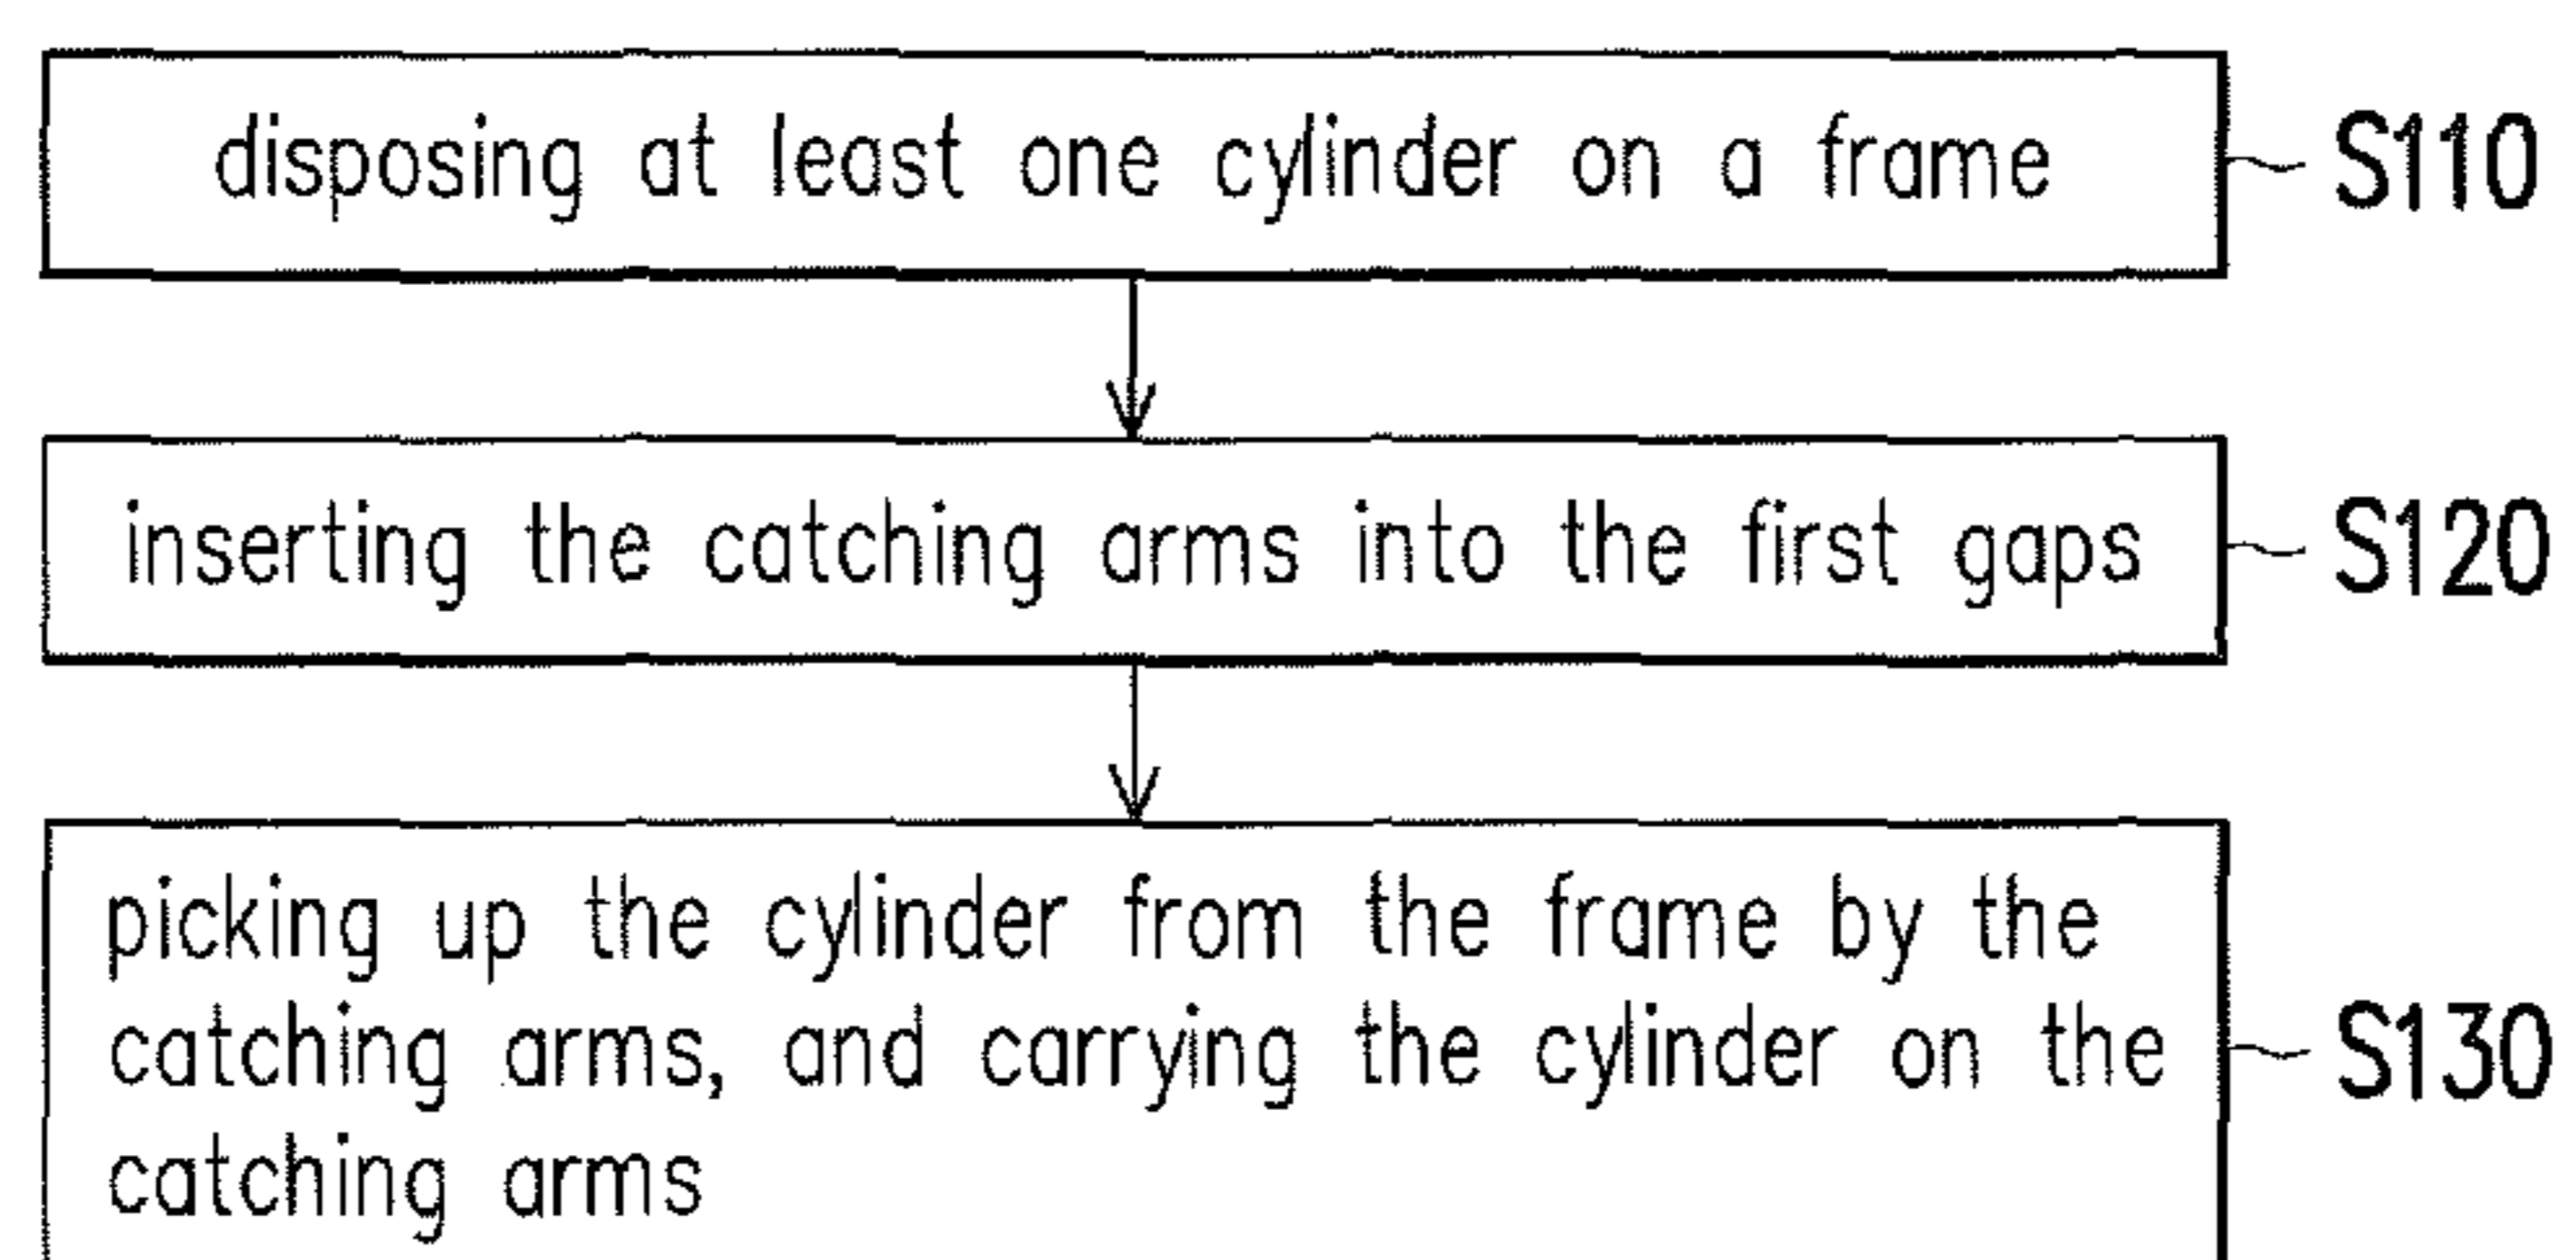 disposing at least one cylinder on a frame
S110
inserting the catching arms into the first gaps
S120
picking up the cylinder from the frame by the
catching arms, and carrying the cylinder on the
S130
catching arms